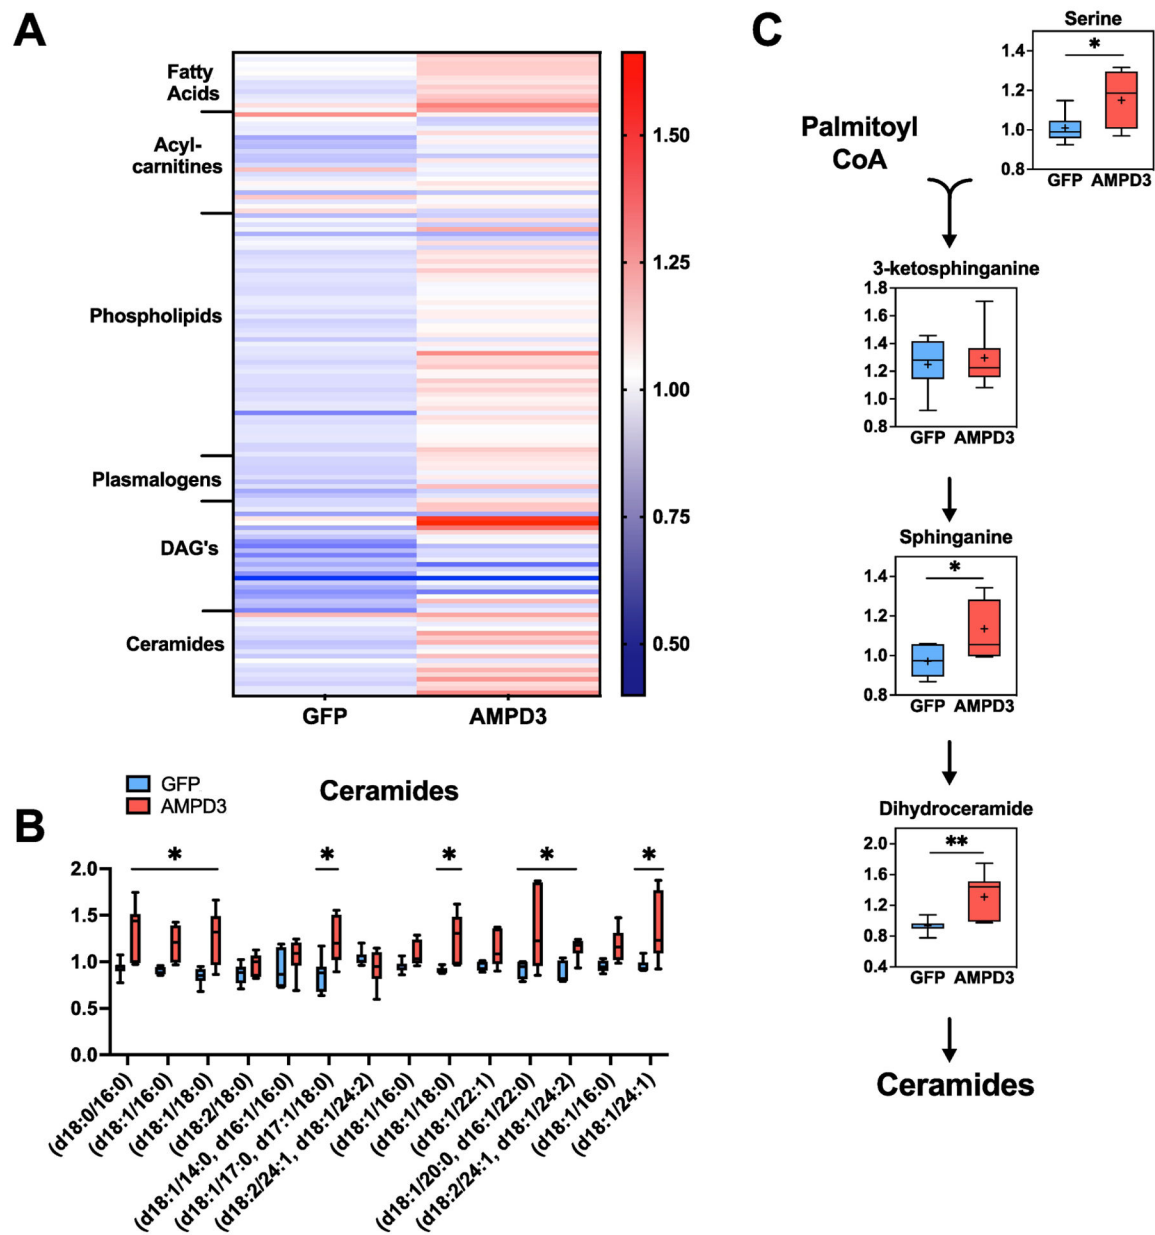 A
Fatty
Acids
Acyl-
carnitines
Phospholipids
Plasmalogens
DAG's
Ceramides
GFP
AMPD3
1.50
1.25
1.00
0.75
0.50
B
GFP
AMPD3
Ceramides
*
*
*
*
*
2.0
1.5
1.0
0.5
0.0
(d18:0/16:0)
(d18:1/16:0)
(d18:1/18:0)
(d18:2/18:0)
(d18:1/14:0, d16:1/16:0)
(d18:1/17:0, d17:1/18:0)
(d18:2/24:1, d18:1/24:2)
(d18:1/16:0)
(d18:1/18:0)
(d18:1/22:1)
(d18:1/20:0, d16:1/22:0)
(d18:2/24:1, d18:1/24:2)
(d18:1/16:0)
(d18:1/24:1)
C
Palmitoyl
CoA
Serine
*
1.4
1.2
1.0
0.8
GFP AMPD3
3-ketosphinganine
1.8
1.6
1.4
1.2
1.0
0.8
GFP AMPD3
Sphinganine
*
1.4
1.2
1.0
0.8
GFP AMPD3
Dihydroceramide
**
2.0
1.6
1.2
0.8
0.4
GFP AMPD3
Ceramides